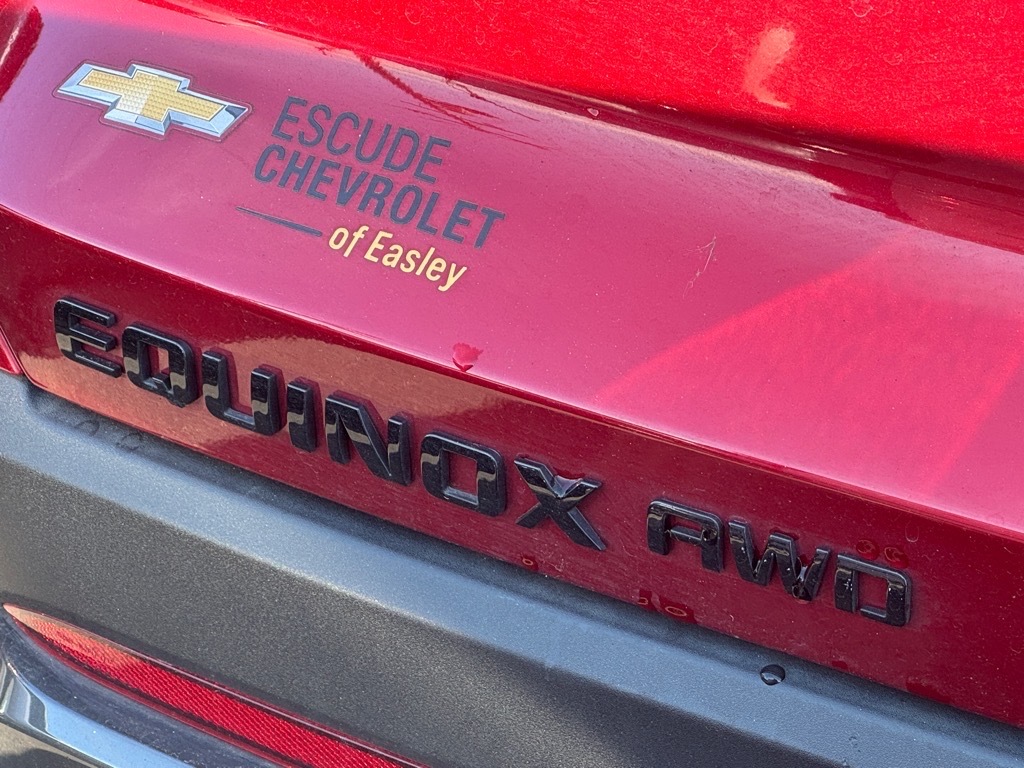 ESCUDE
CHEVROLET
of Easley
EQUINOX AWD